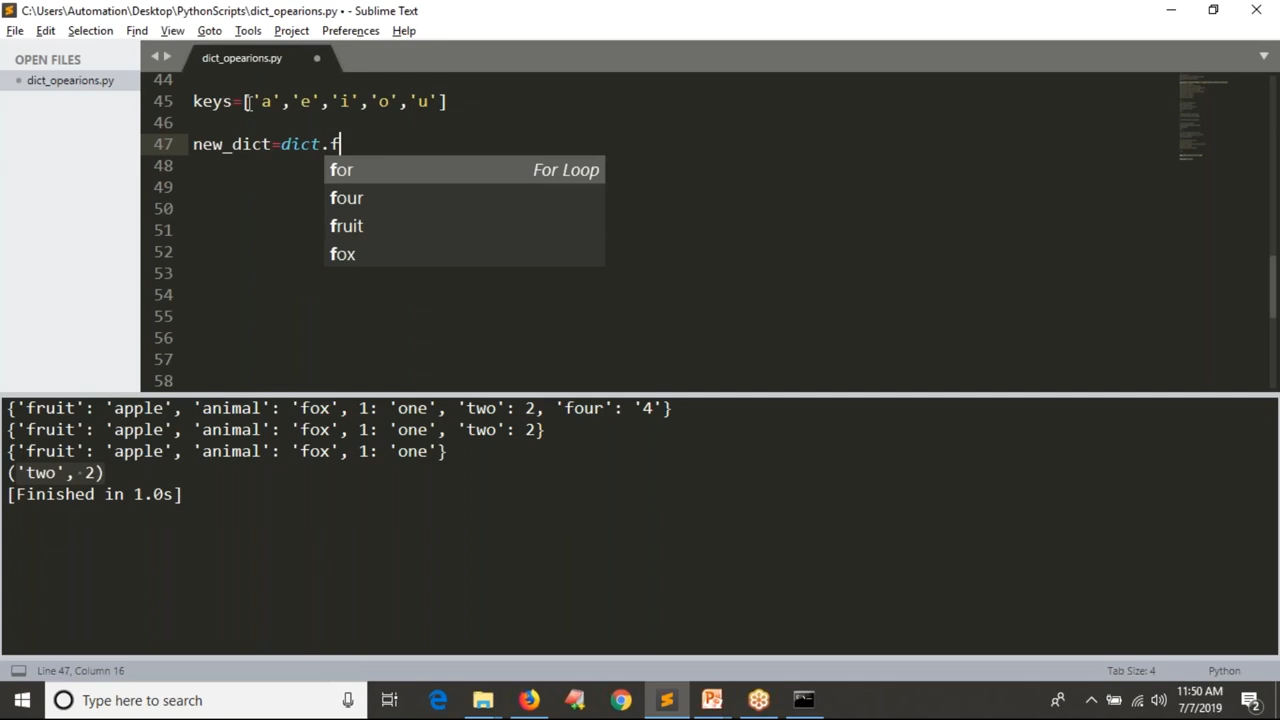 C:\Users\Automation\Desktop\PythonScripts\dict_opearions.py • - Sublime Text
File Edit Selection Find View Goto Tools Project Preferences Help
OPEN FILES
dict_opearions.py
dict_opearions.py
44
45 keys=['a','e','i','o','u']
46
47 new_dict=dict.f
48
49
50
51
52
53
54
55
56
57
58
for For Loop
four
fruit
fox
{'fruit': 'apple', 'animal': 'fox', 1: 'one', 'two': 2, 'four': '4'}
{'fruit': 'apple', 'animal': 'fox', 1: 'one', 'two': 2}
{'fruit': 'apple', 'animal': 'fox', 1: 'one'}
('two', 2)
[Finished in 1.0s]
Line 47, Column 16
Tab Size: 4
Python
Type here to search
11:50 AM
7/7/2019
2